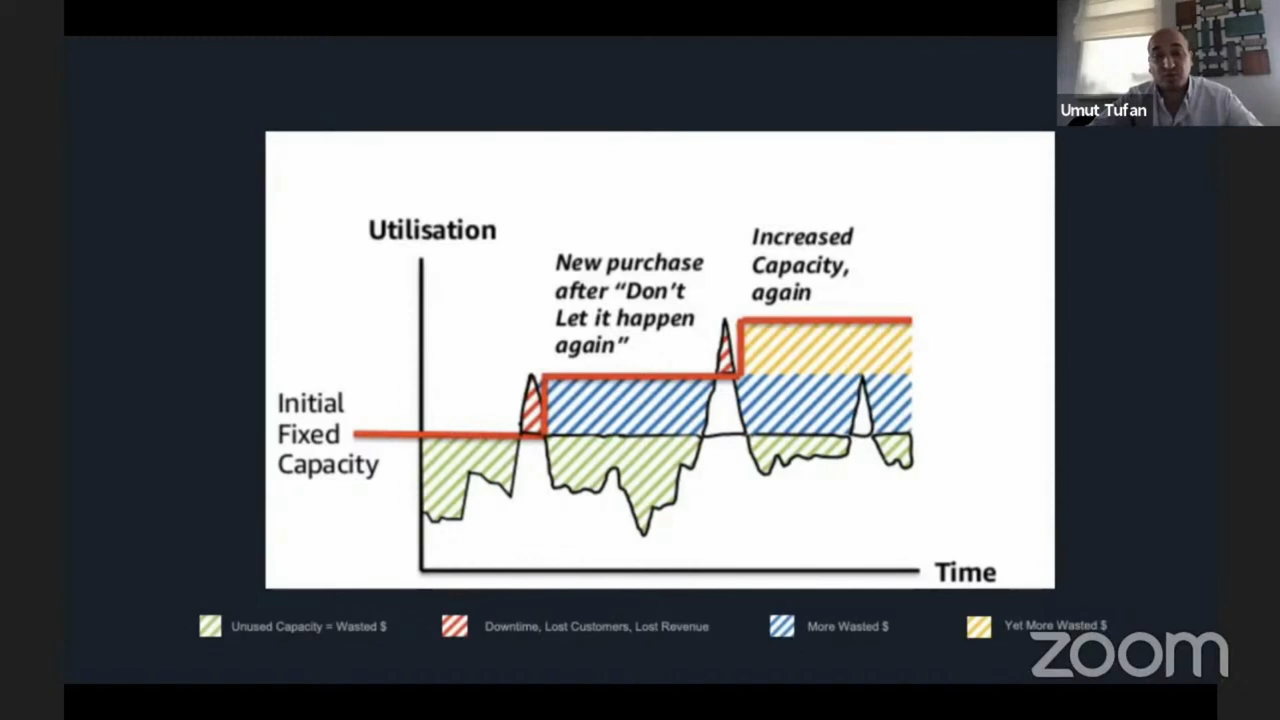 Umut Tufan
Utilisation
New purchase
after “Don’t
Let it happen
again”
Increased
Capacity,
again
Initial
Fixed
Capacity
Time
Unused Capacity = Wasted $
Downtime, Lost Customers, Lost Revenue
More Wasted $
Yet More Wasted $
zoom